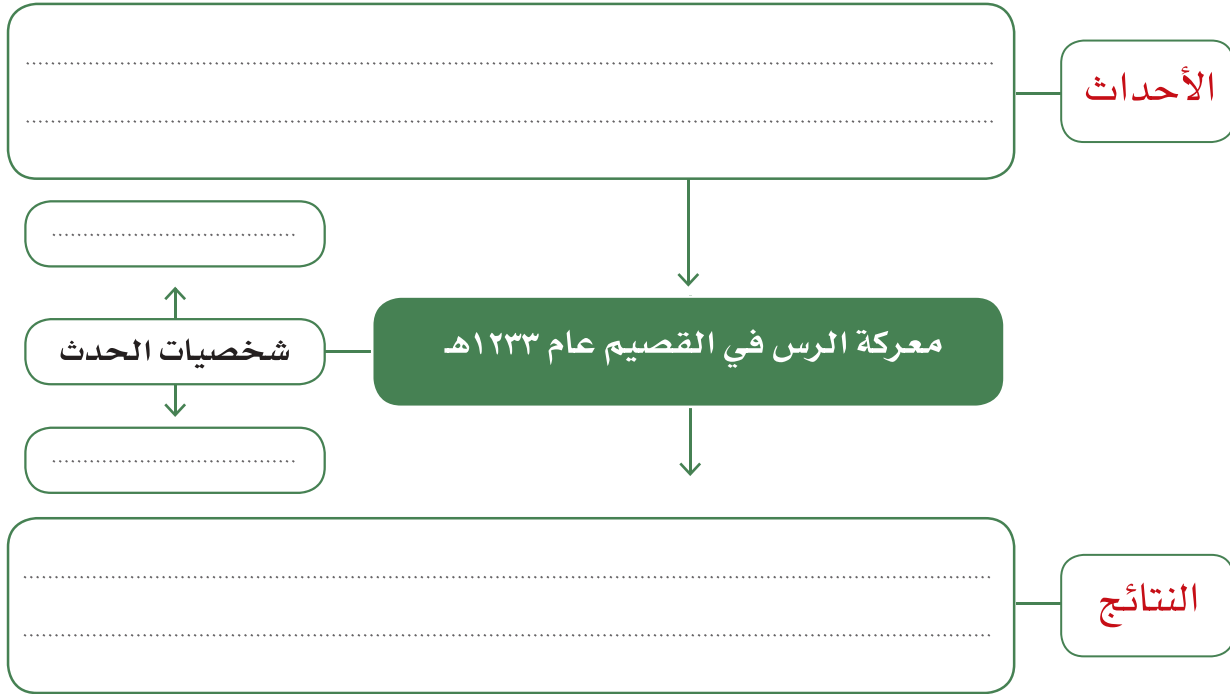 الأحداث
معركة الرس في القصيم عام ١٢٣٣هـ
شخصيات الحدث
النتائج